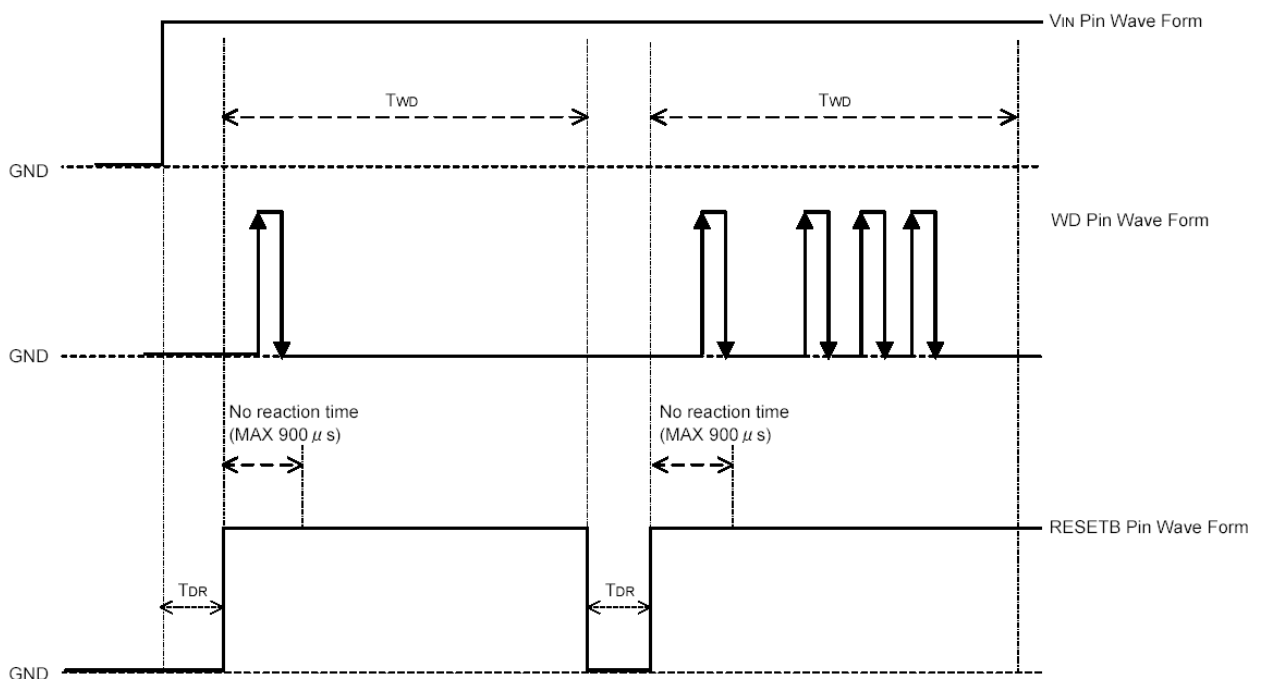 VIN Pin Wave Form
TWD
TWD
GND
WD Pin Wave Form
GND
No reaction time
(MAX 900 μ s)
No reaction time
(MAX 900 μ s)
RESETB Pin Wave Form
TDR
TDR
GND